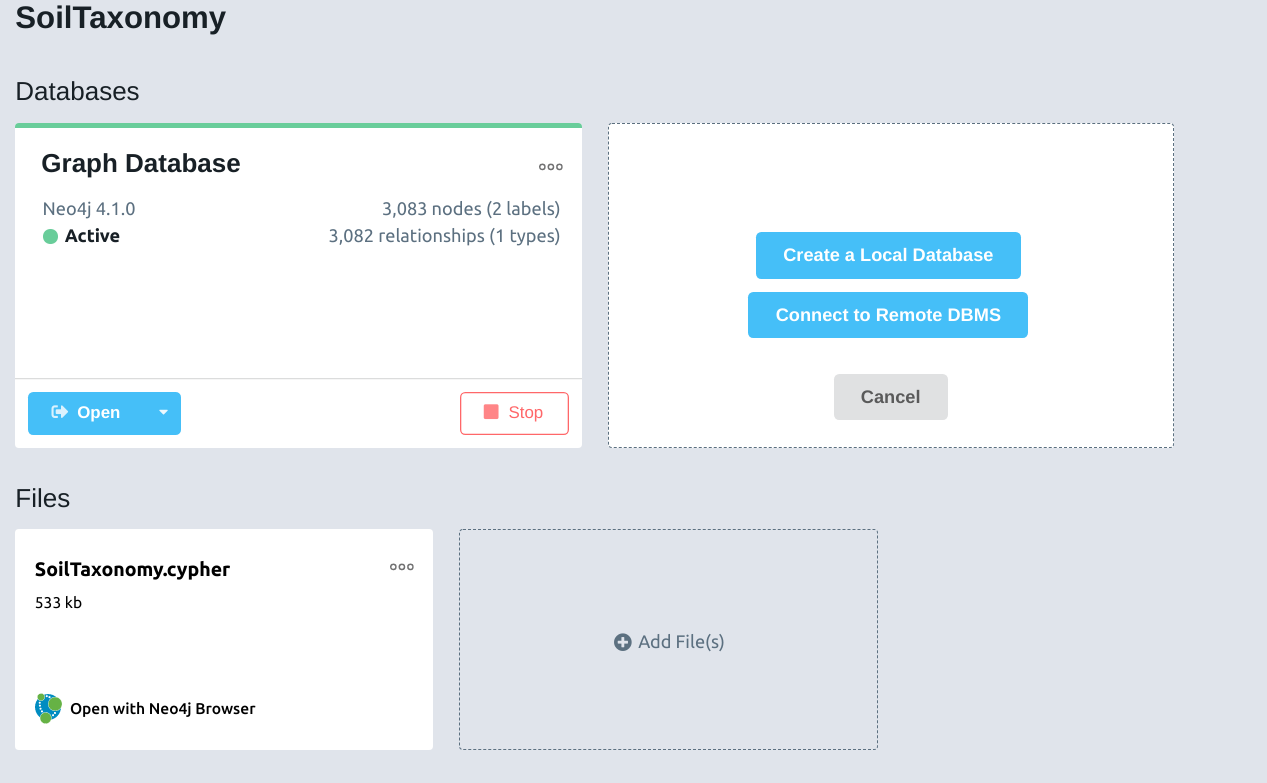 SoilTaxonomy
Databases
Graph Database
Neo4j 4.1.0
3,083 nodes (2 labels)
Active
3,082 relationships (1 types)
Open
Stop
Create a Local Database
Connect to Remote DBMS
Cancel
Files
SoilTaxonomy.cypher
533 kb
Open with Neo4j Browser
Add File(s)